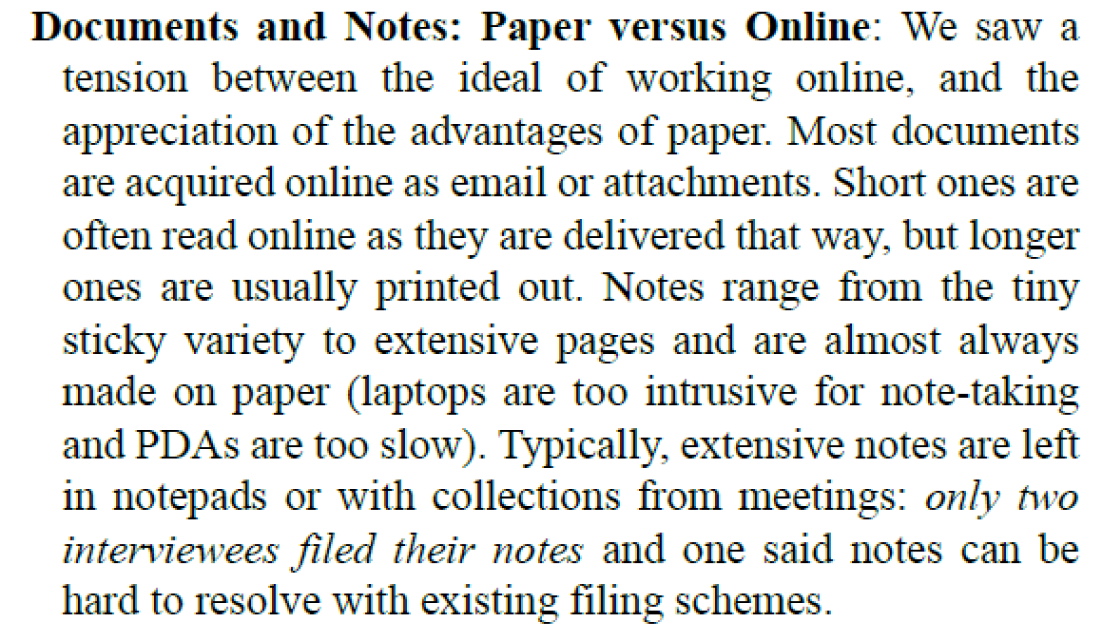 Documents and Notes: Paper versus Online: We saw a
tension between the ideal of working online, and the
appreciation of the advantages of paper. Most documents
are acquired online as email or attachments. Short ones are
often read online as they are delivered that way, but longer
ones are usually printed out. Notes range from the tiny
sticky variety to extensive pages and are almost always
made on paper (laptops are too intrusive for note-taking
and PDAs are too slow). Typically, extensive notes are left
in notepads or with collections from meetings: only two
interviewees filed their notes and one said notes can be
hard to resolve with existing filing schemes.